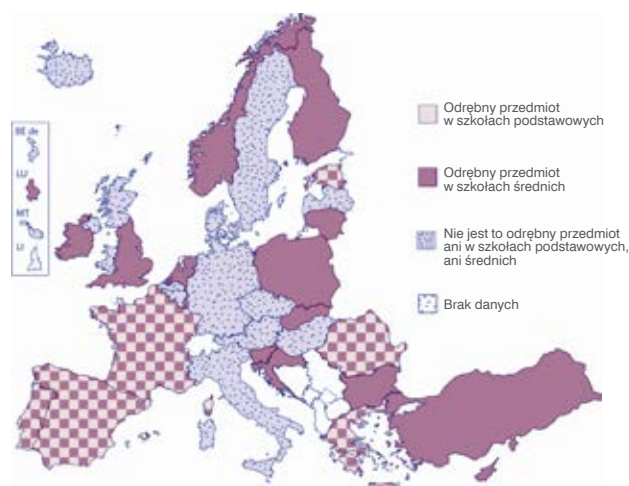 BE de
LU
MT
LI
Odrębny przedmiot
w szkołach podstawowych
Odrębny przedmiot
w szkołach średnich
Nie jest to odrębny przedmiot
ani w szkołach podstawowych,
ani średnich
Brak danych